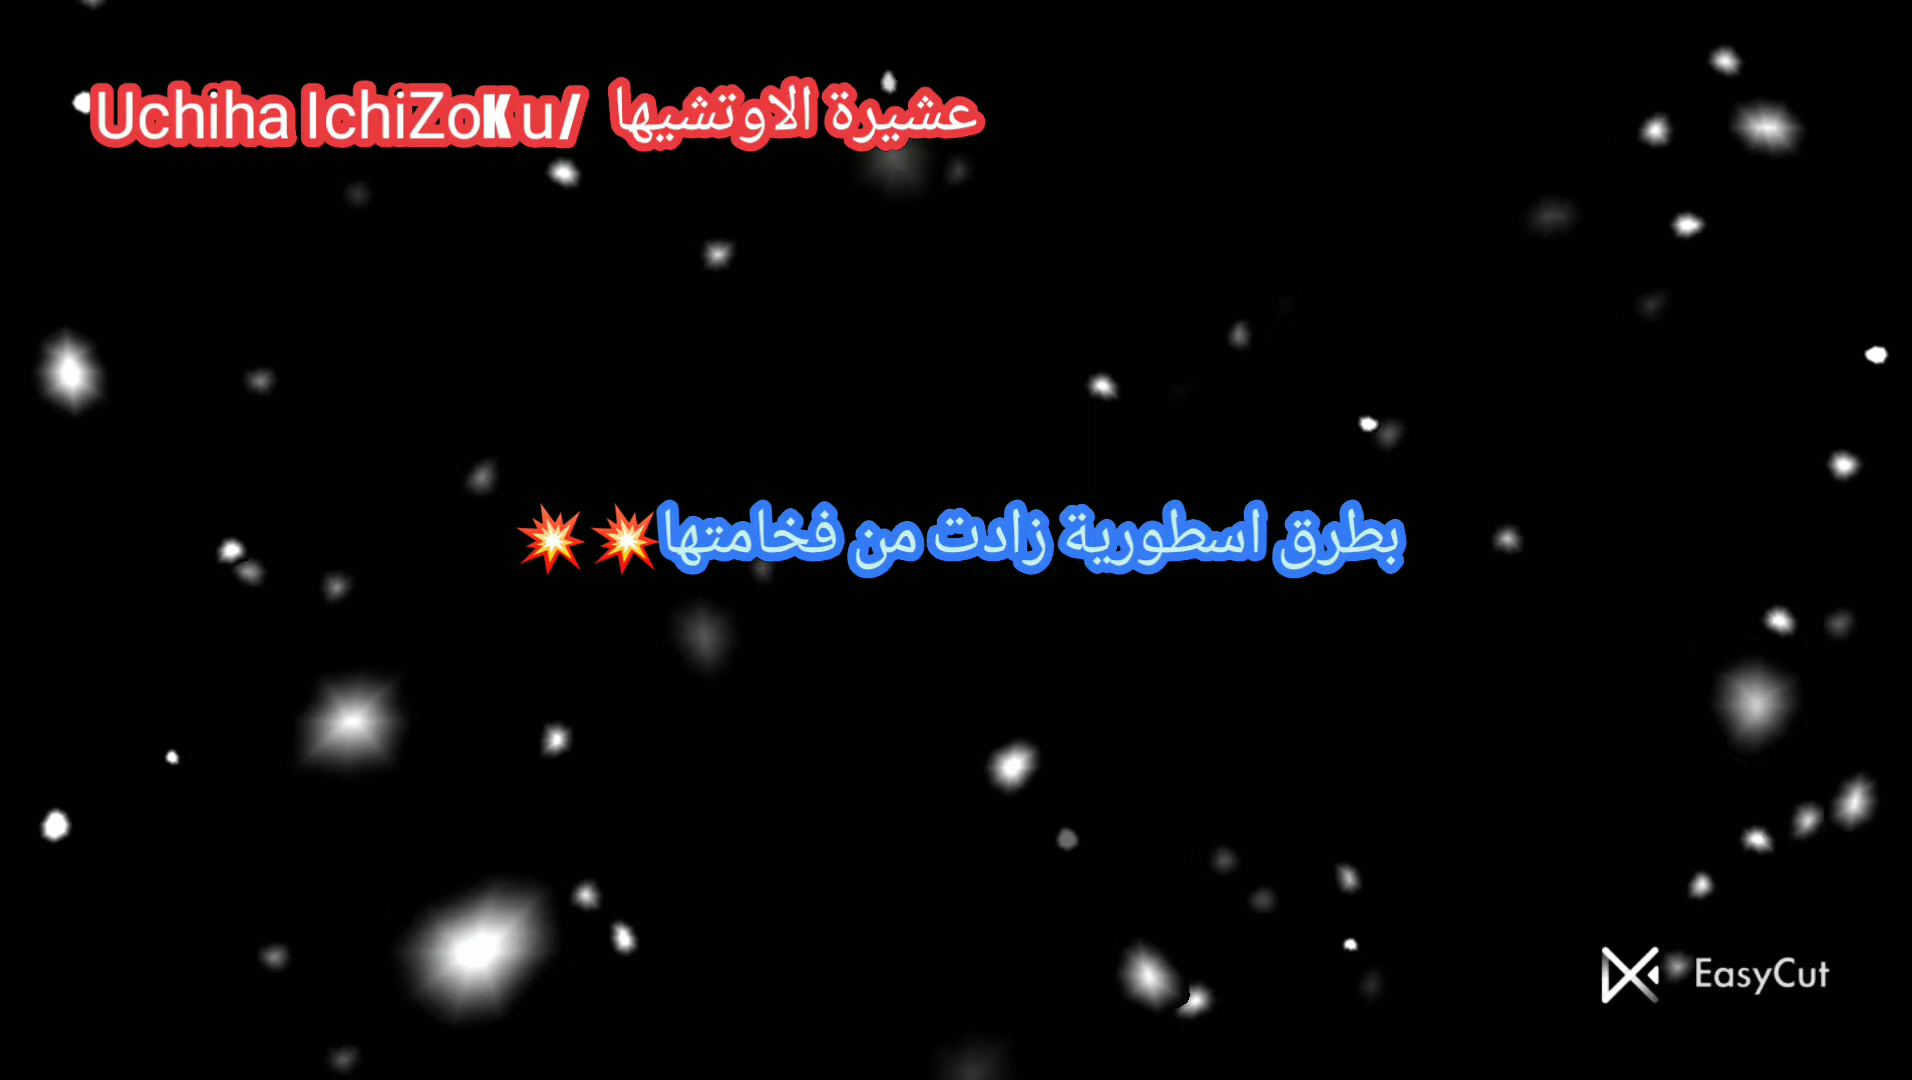 Uchiha IchiZoKu/ عشيرة الاوتشيها
بطرق اسطورية زادت من فخامتها💥💥
EasyCut